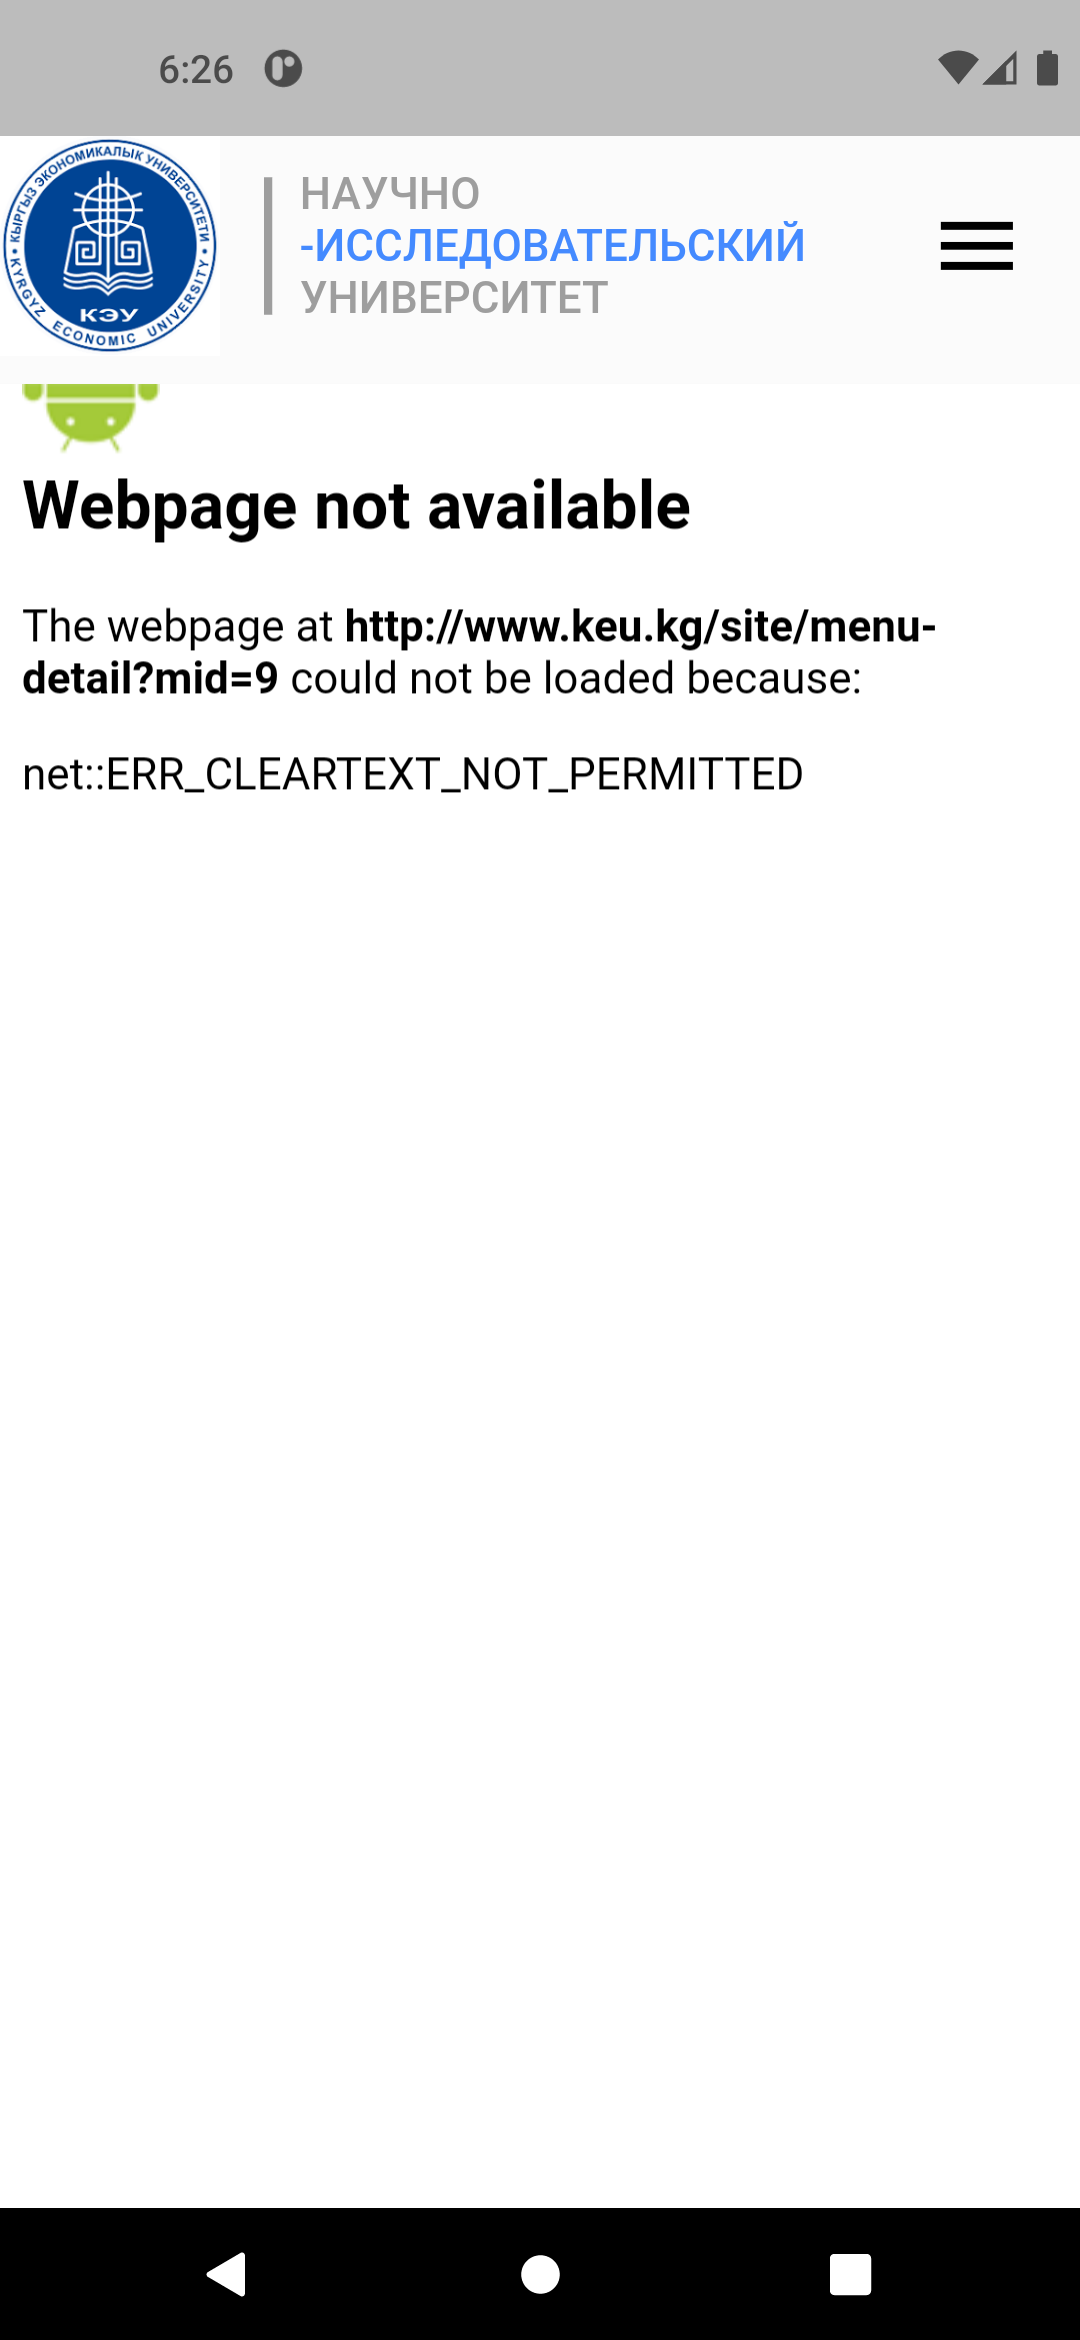 6:26
КЫРГЫЗ ЭКОНОМИКАЛЫК УНИВЕРСИТЕТИ
КЭУ
• KYRGYZ ECONOMIC UNIVERSITY •
НАУЧНО
-ИССЛЕДОВАТЕЛЬСКИЙ
УНИВЕРСИТЕТ
Webpage not available
The webpage at http://www.keu.kg/site/menu-
detail?mid=9 could not be loaded because:
net::ERR_CLEARTEXT_NOT_PERMITTED